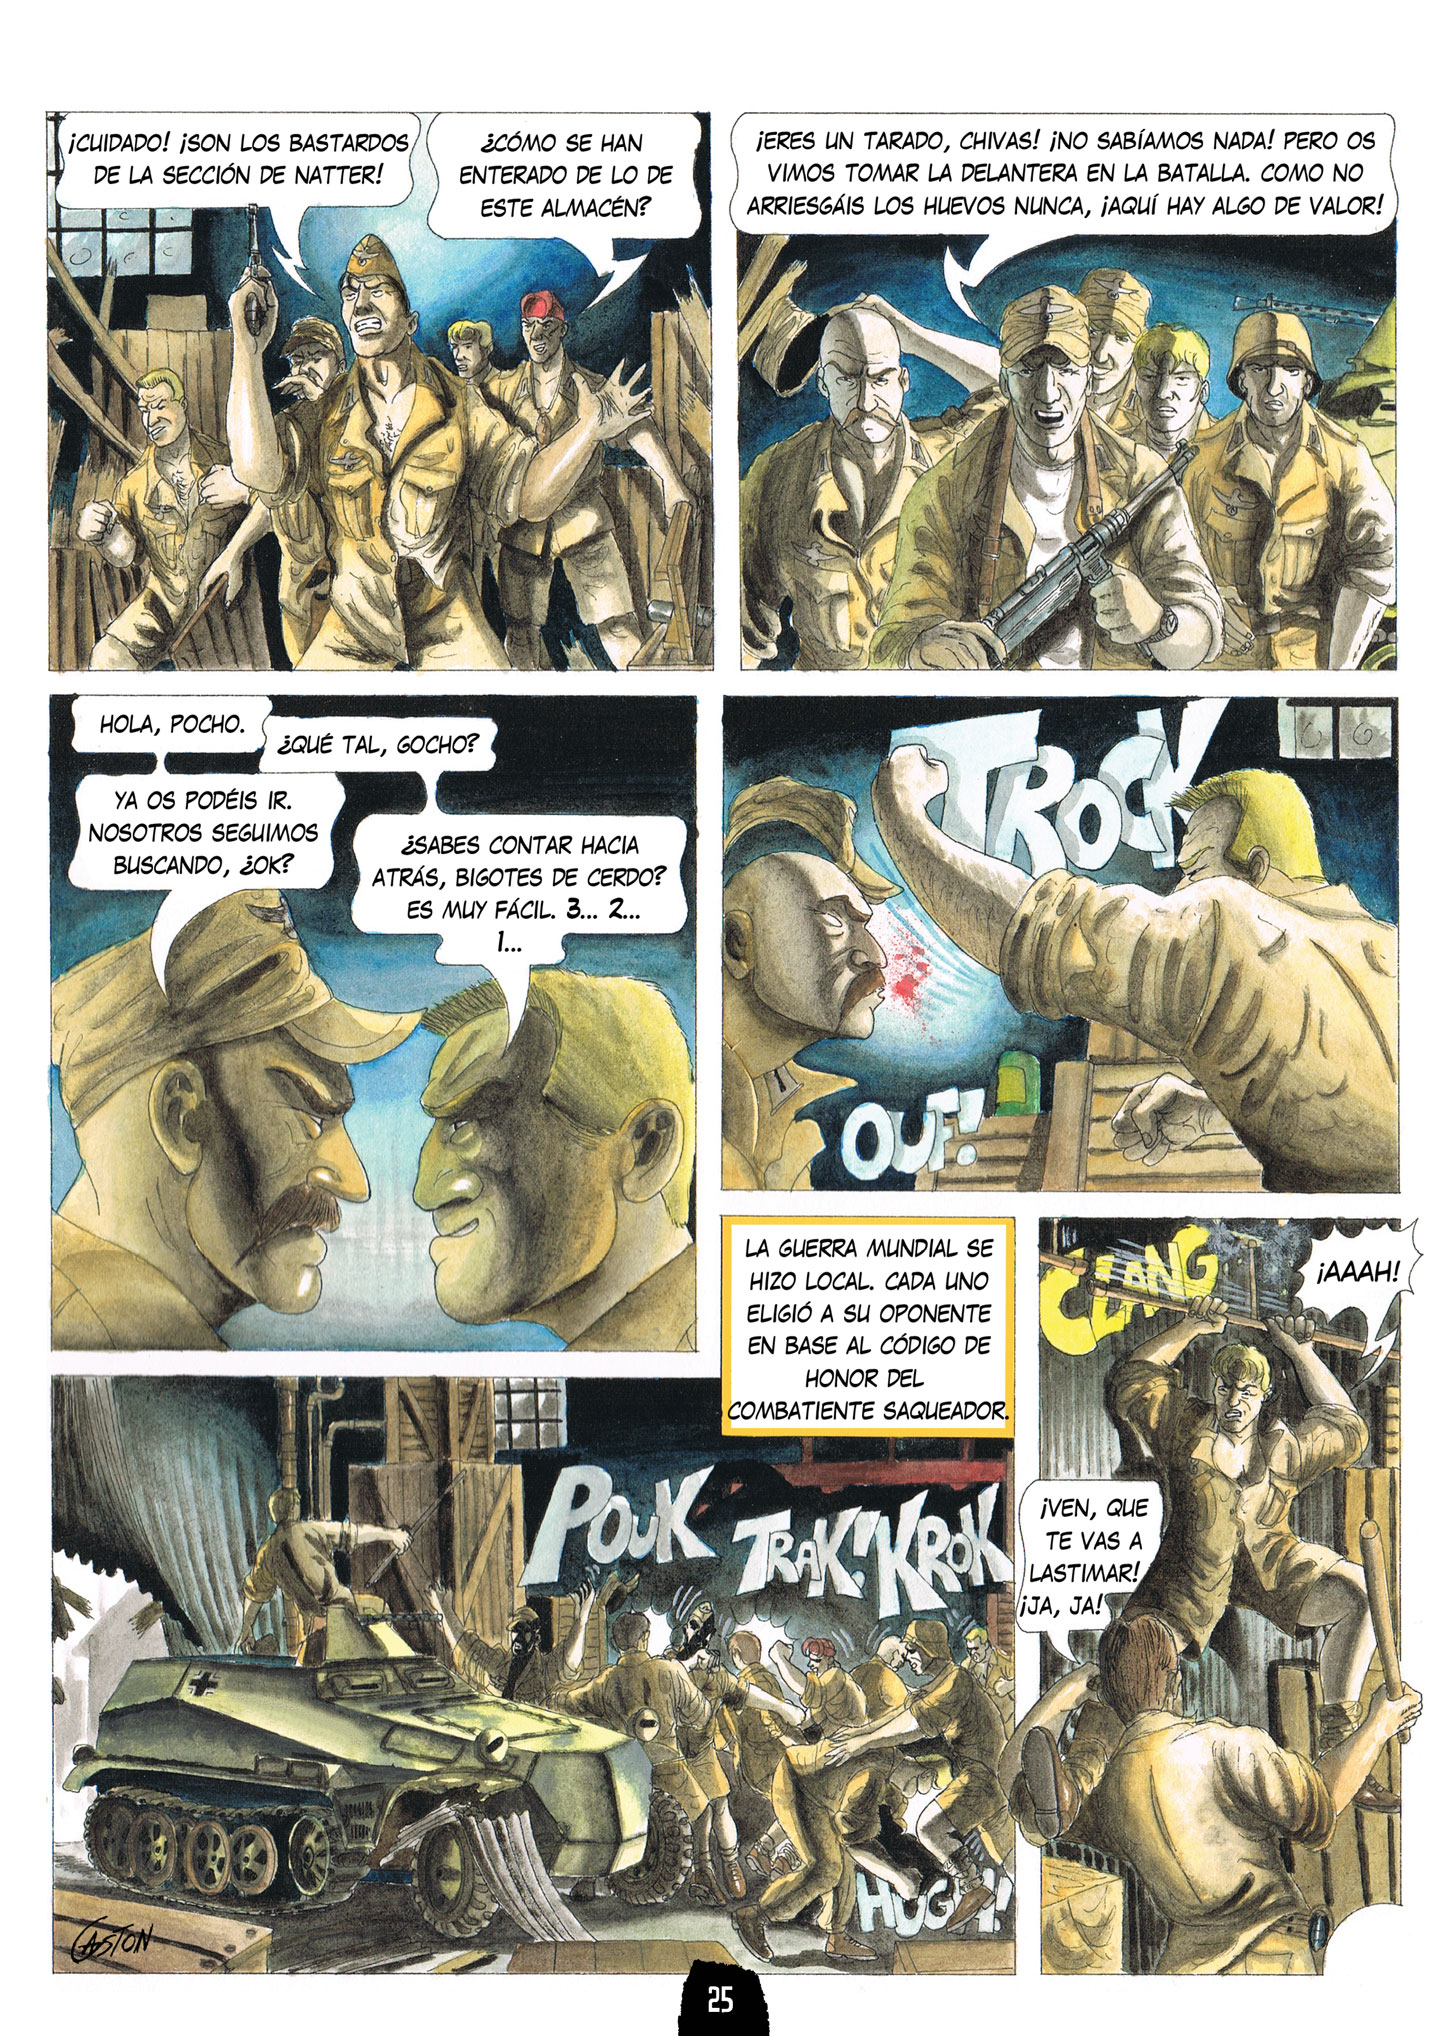 ¡CUIDADO! ¡SON LOS BASTARDOS
DE LA SECCIÓN DE NATTER!
¿CÓMO SE HAN
ENTERADO DE LO DE
ESTE ALMACÉN?
¡ERES UN TARADO, CHIVAS! ¡NO SABÍAMOS NADA! PERO OS
VIMOS TOMAR LA DELANTERA EN LA BATALLA. COMO NO
ARRIESGÁIS LOS HUEVOS NUNCA, ¡AQUÍ HAY ALGO DE VALOR!
HOLA, POCHO.
¿QUÉ TAL, GOCHO?
YA OS PODÉIS IR.
NOSOTROS SEGUIMOS
BUSCANDO, ¿OK?
¿SABES CONTAR HACIA
ATRÁS, BIGOTES DE CERDO?
ES MUY FÁCIL. 3... 2...
1...
TROCK
OUF!
LA GUERRA MUNDIAL SE
HIZO LOCAL. CADA UNO
ELIGIÓ A SU OPONENTE
EN BASE AL CÓDIGO DE
HONOR DEL
COMBATIENTE SAQUEADOR.
CLANG
¡AAAH!
¡VEN, QUE
TE VAS A
LASTIMAR!
¡JA, JA!
POUK
TRAK! KROK
CASTON
25